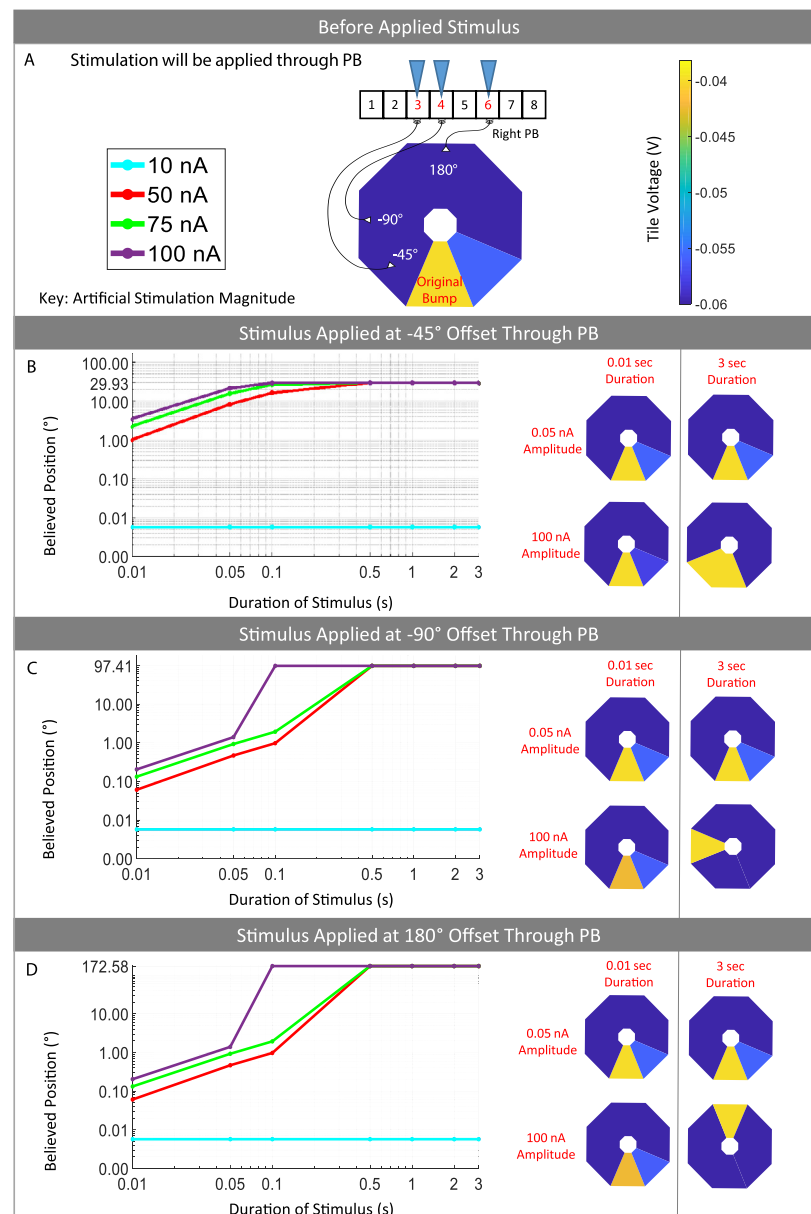 Before Applied Stimulus
A
Stimulation will be applied through PB
1 2 3 4 5 6 7 8
Right PB
180°
-90°
-45°
Original
Bump
10 nA
50 nA
75 nA
100 nA
Key: Artificial Stimulation Magnitude
Tile Voltage (V)
-0.04
-0.045
-0.05
-0.055
-0.06
Stimulus Applied at -45° Offset Through PB
B
Believed Position (°)
100.00
29.93
10.00
1.00
0.10
0.01
0.00
0.01 0.05 0.1 0.5 1 2 3
Duration of Stimulus (s)
0.01 sec
Duration
3 sec
Duration
0.05 nA
Amplitude
100 nA
Amplitude
Stimulus Applied at -90° Offset Through PB
C
Believed Position (°)
97.41
10.00
1.00
0.10
0.01
0.00
0.01 0.05 0.1 0.5 1 2 3
Duration of Stimulus (s)
0.01 sec
Duration
3 sec
Duration
0.05 nA
Amplitude
100 nA
Amplitude
Stimulus Applied at 180° Offset Through PB
D
Believed Position (°)
172.58
10.00
1.00
0.10
0.01
0.00
0.01 0.05 0.1 0.5 1 2 3
Duration of Stimulus (s)
0.01 sec
Duration
3 sec
Duration
0.05 nA
Amplitude
100 nA
Amplitude